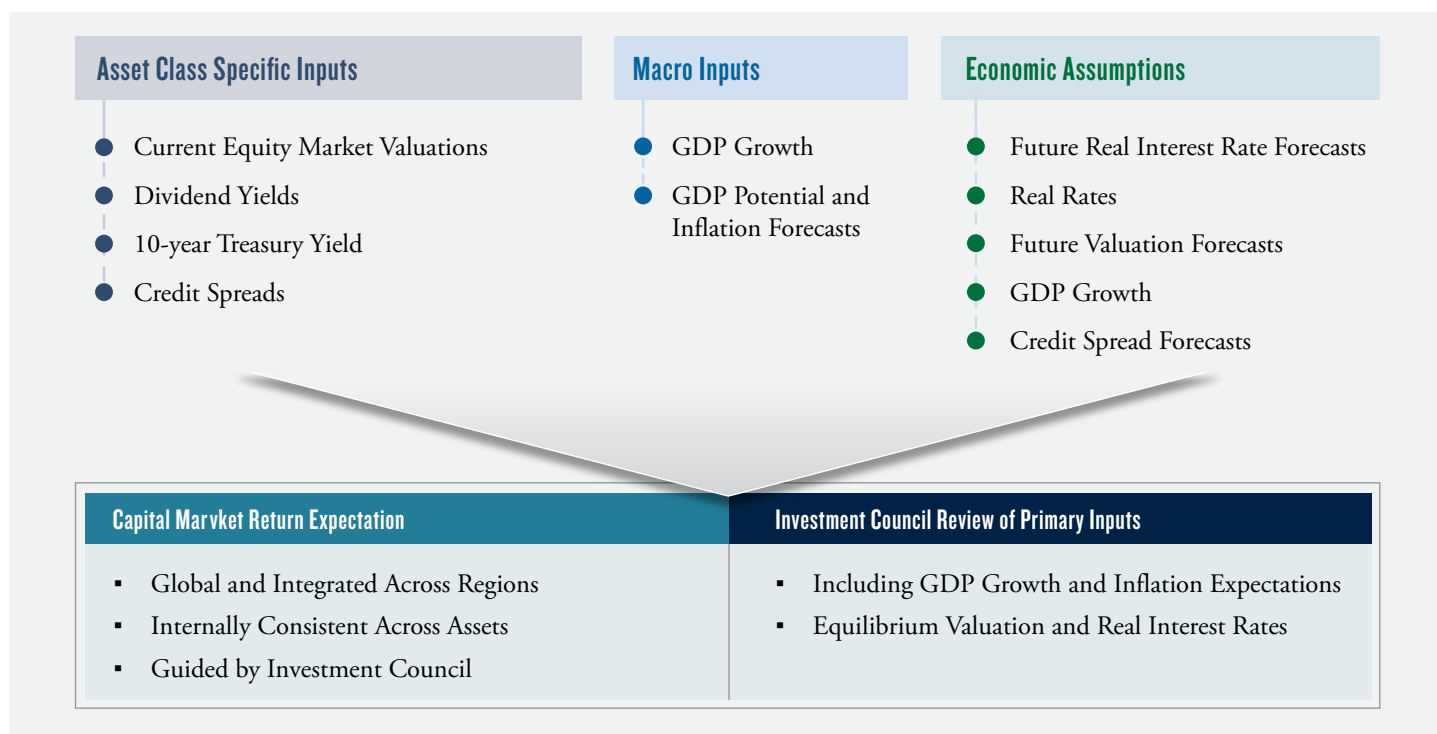 Asset Class Specific Inputs
Current Equity Market Valuations
Dividend Yields
10-year Treasury Yield
Credit Spreads
Macro Inputs
GDP Growth
GDP Potential and
Inflation Forecasts
Economic Assumptions
Future Real Interest Rate Forecasts
Real Rates
Future Valuation Forecasts
GDP Growth
Credit Spread Forecasts
Capital Marvket Return Expectation
▪ Global and Integrated Across Regions
▪ Internally Consistent Across Assets
▪ Guided by Investment Council
Investment Council Review of Primary Inputs
▪ Including GDP Growth and Inflation Expectations
▪ Equilibrium Valuation and Real Interest Rates